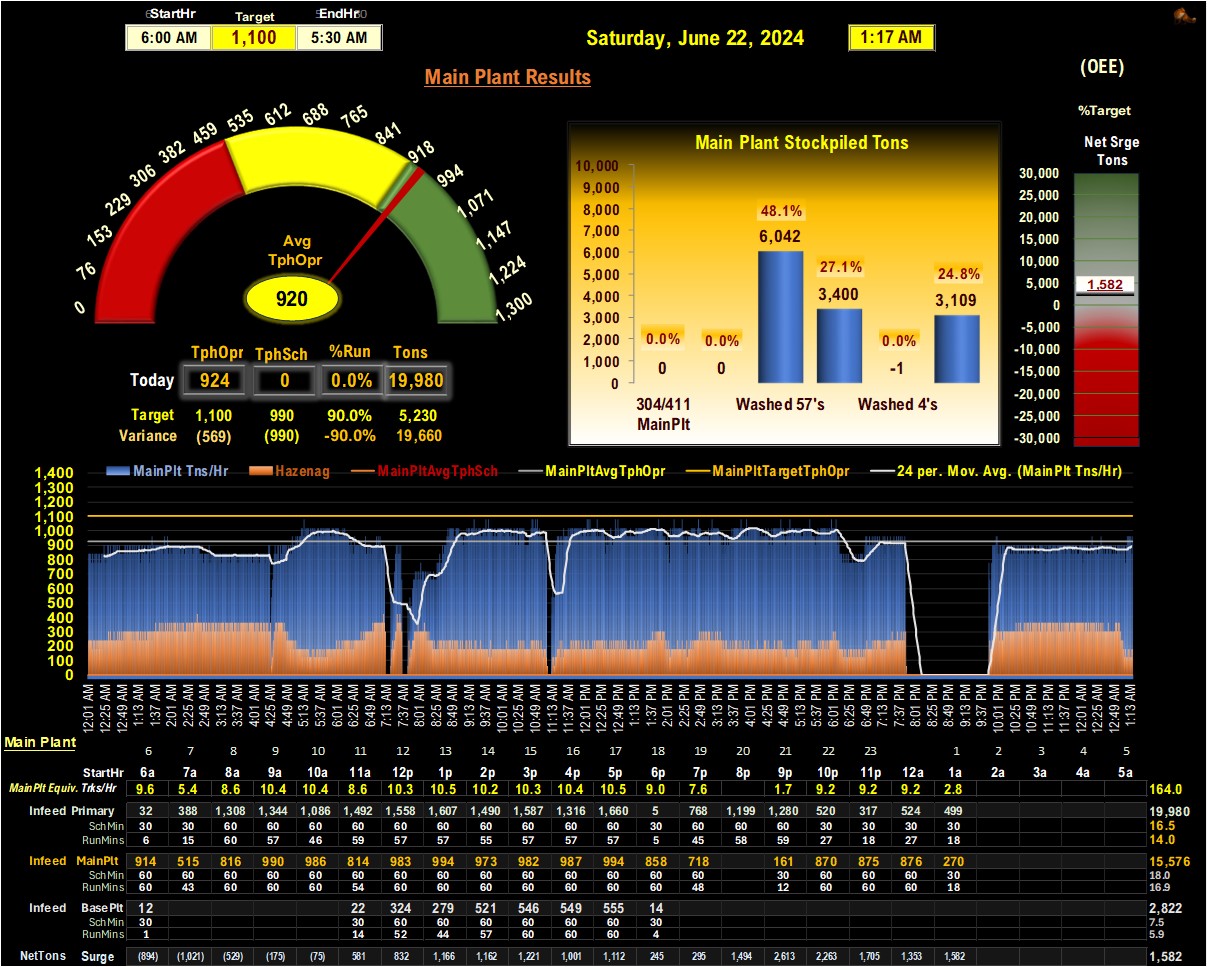 StartHr Target EndHr
6:00 AM 1,100 5:30 AM
Saturday, June 22, 2024 1:17 AM
(OEE)
Main Plant Results
%Target
Net Srge
Tons
0
76
153
229
306
382
459
535
612
688
765
841
918
994
1,071
1,147
1,224
1,300
Avg
TphOpr
920
TphOpr TphSch %Run Tons
Today 924 0 0.0% 19,980
Target 1,100 990 90.0% 5,230
Variance (569) (990) -90.0% 19,660
Main Plant Stockpiled Tons
10,000
9,000
8,000
7,000
6,000
5,000
4,000
3,000
2,000
1,000
0
0.0% 0.0% 48.1% 27.1% 0.0% 24.8%
0 0 6,042 3,400 -1 3,109
304/411 Washed 57's Washed 4's
MainPlt
30,000
25,000
20,000
15,000
10,000
5,000
0
-5,000
-10,000
-15,000
-20,000
-25,000
-30,000
1,582
MainPlt Tns/Hr Hazenag MainPltAvgTphSch MainPltAvgTphOpr MainPltTargetTphOpr 24 per. Mov. Avg. (MainPlt Tns/Hr)
1,400
1,300
1,200
1,100
1,000
900
800
700
600
500
400
300
200
100
0
12:01 AM 12:25 AM 12:49 AM 1:13 AM 1:37 AM 2:01 AM 2:25 AM 2:49 AM 3:13 AM 3:37 AM 4:01 AM 4:25 AM 4:49 AM 5:13 AM 5:37 AM 6:01 AM 6:25 AM 6:49 AM 7:13 AM 7:37 AM 8:01 AM 8:25 AM 8:49 AM 9:13 AM 9:37 AM 10:01 AM 10:25 AM 10:49 AM 11:13 AM 11:37 AM 12:01 PM 12:25 PM 12:49 PM 1:13 PM 1:37 PM 2:01 PM 2:25 PM 2:49 PM 3:13 PM 3:37 PM 4:01 PM 4:25 PM 4:49 PM 5:13 PM 5:37 PM 6:01 PM 6:25 PM 6:49 PM 7:13 PM 7:37 PM 8:01 PM 8:25 PM 8:49 PM 9:13 PM 9:37 PM 10:01 PM 10:25 PM 10:49 PM 11:13 PM 11:37 PM 12:01 AM 12:25 AM 12:49 AM 1:13 AM
Main Plant
6 7 8 9 10 11 12 13 14 15 16 17 18 19 20 21 22 23 1 2 3 4 5
StartHr 6a 7a 8a 9a 10a 11a 12p 1p 2p 3p 4p 5p 6p 7p 8p 9p 10p 11p 12a 1a 2a 3a 4a 5a
MainPlt Equiv. Trks/Hr 9.6 5.4 8.6 10.4 10.4 8.6 10.3 10.5 10.2 10.3 10.4 10.5 9.0 7.6 1.7 9.2 9.2 9.2 2.8 164.0
Infeed Primary 32 388 1,308 1,344 1,086 1,492 1,558 1,607 1,490 1,587 1,316 1,660 5 768 1,199 1,280 520 317 524 499 19,980
SchMin 30 30 60 60 60 60 60 60 60 60 60 60 30 60 60 60 30 30 30 30 16.5
RunMins 6 15 60 57 46 59 57 57 55 57 57 57 5 45 58 59 27 18 27 18 14.0
Infeed MainPlt 914 515 816 990 986 814 983 994 973 982 987 994 858 718 161 870 875 876 270 15,576
SchMin 60 60 60 60 60 60 60 60 60 60 60 60 60 60 30 60 60 60 30 18.0
RunMins 60 43 60 60 60 54 60 60 60 60 60 60 60 48 12 60 60 60 18 16.9
Infeed BasePlt 12 22 324 279 521 546 549 555 14 2,822
SchMin 30 30 60 60 60 60 60 60 30 7.5
RunMins 1 14 52 44 57 60 60 60 4 5.9
NetTons Surge (894) (1,021) (529) (175) (75) 581 832 1,166 1,162 1,221 1,001 1,112 245 295 1,494 2,613 2,263 1,705 1,353 1,582 1,582